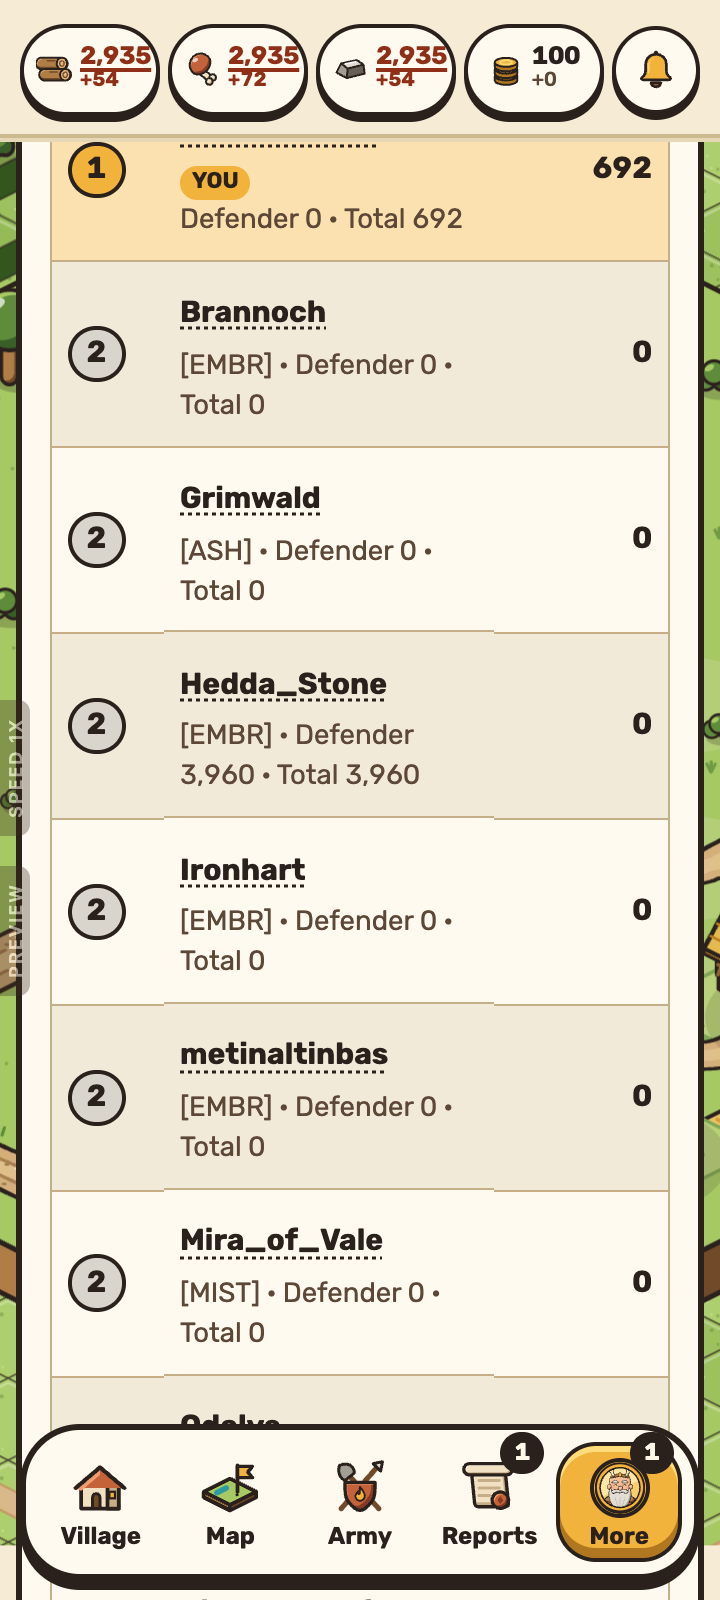 2,935
+54
2,935
+72
2,935
+54
100
+0
1
YOU
692
Defender 0 • Total 692
Brannoch
2
[EMBR] • Defender 0 •
Total 0
0
Grimwald
2
[ASH] • Defender 0 •
Total 0
0
Hedda_Stone
2
[EMBR] • Defender
3,960 • Total 3,960
0
SPEED 1X
Ironhart
2
[EMBR] • Defender 0 •
Total 0
0
PREVIEW
metinaltinbas
2
[EMBR] • Defender 0 •
Total 0
0
Mira_of_Vale
2
[MIST] • Defender 0 •
Total 0
0
1
1
Village
Map
Army
Reports
More